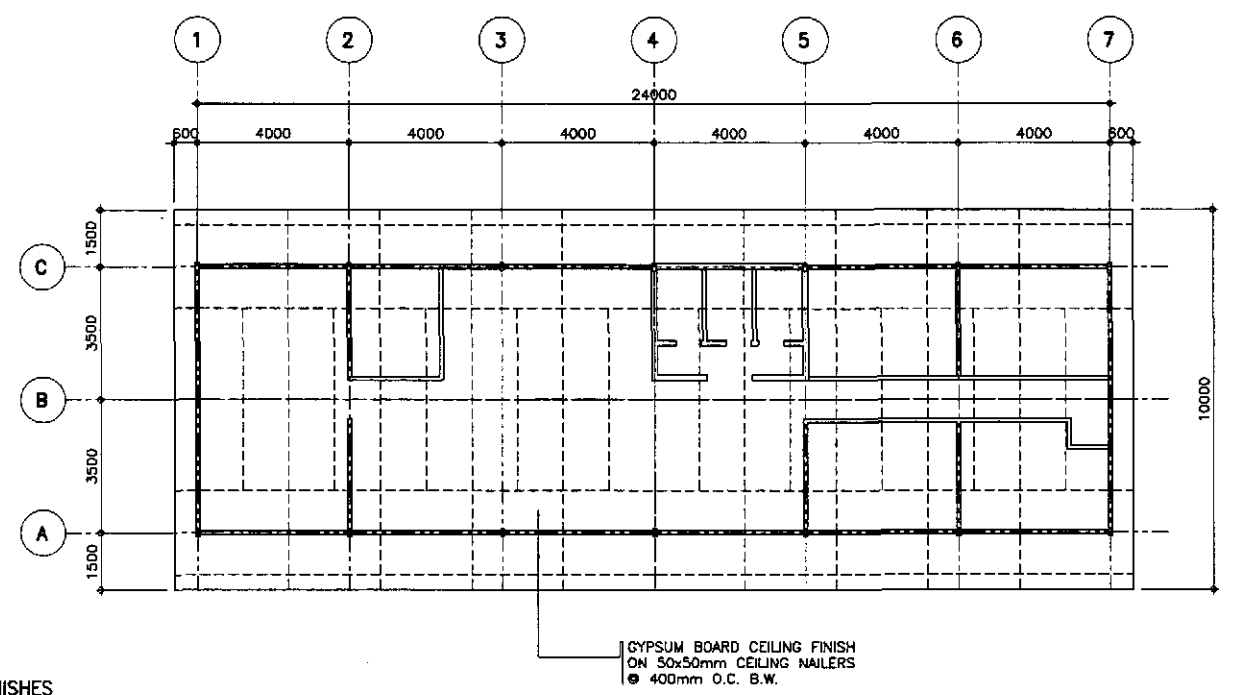 1 2 3 4 5 6 7
24000
600 4000 4000 4000 4000 4000 4000 600
1500
C
3500
B
10000
3500
A
1500
GYPSUM BOARD CEILING FINISH
ON 50x50mm CEILING NAILERS
@ 400mm O.C. B.W.
NISHES